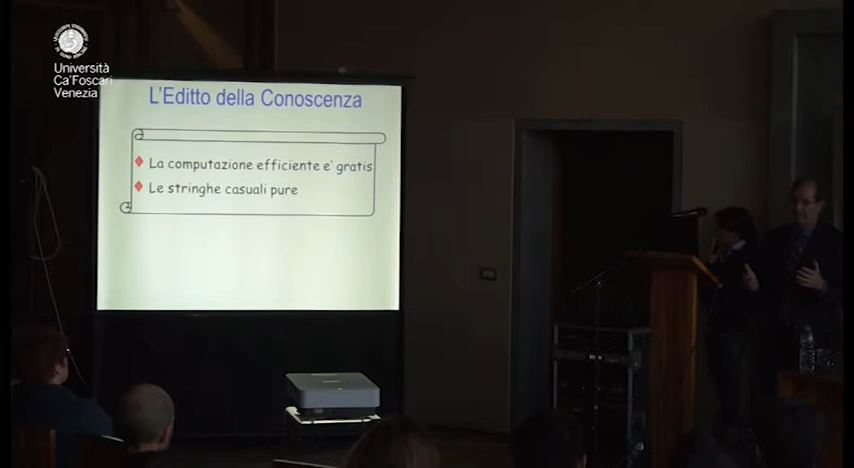 Università
Ca'Foscari
Venezia
L'Editto della Conoscenza
La computazione efficiente e' gratis
Le stringhe casuali pure